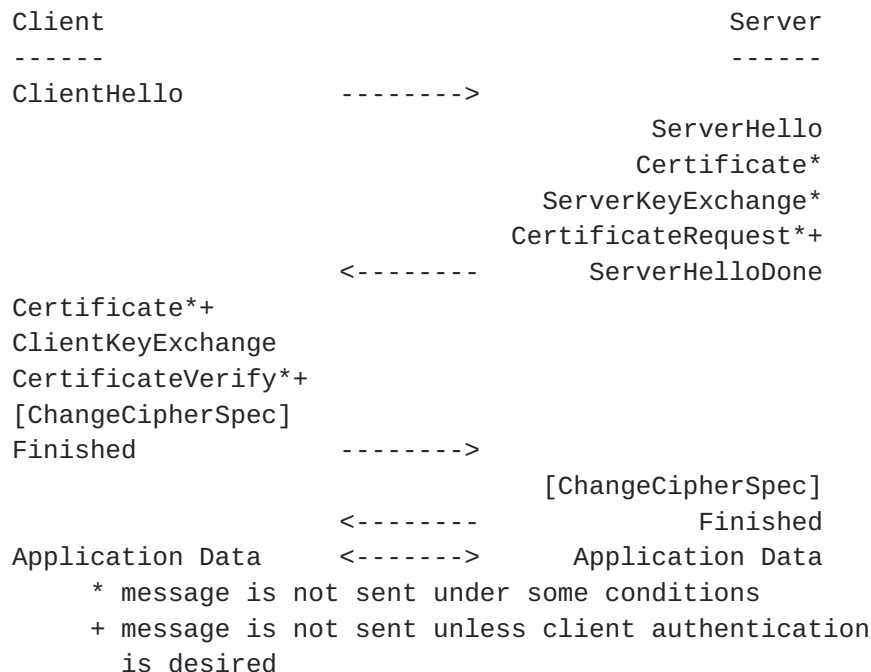 Client                                        Server
------                                        ------
ClientHello          -------->
                                         ServerHello
                                        Certificate*
                                  ServerKeyExchange*
                                CertificateRequest*+
                     <--------       ServerHelloDone
Certificate*+
ClientKeyExchange
CertificateVerify*+
[ChangeCipherSpec]
Finished             -------->
                                  [ChangeCipherSpec]
                     <--------              Finished
Application Data     <------->      Application Data
     * message is not sent under some conditions
     + message is not sent unless client authentication
       is desired